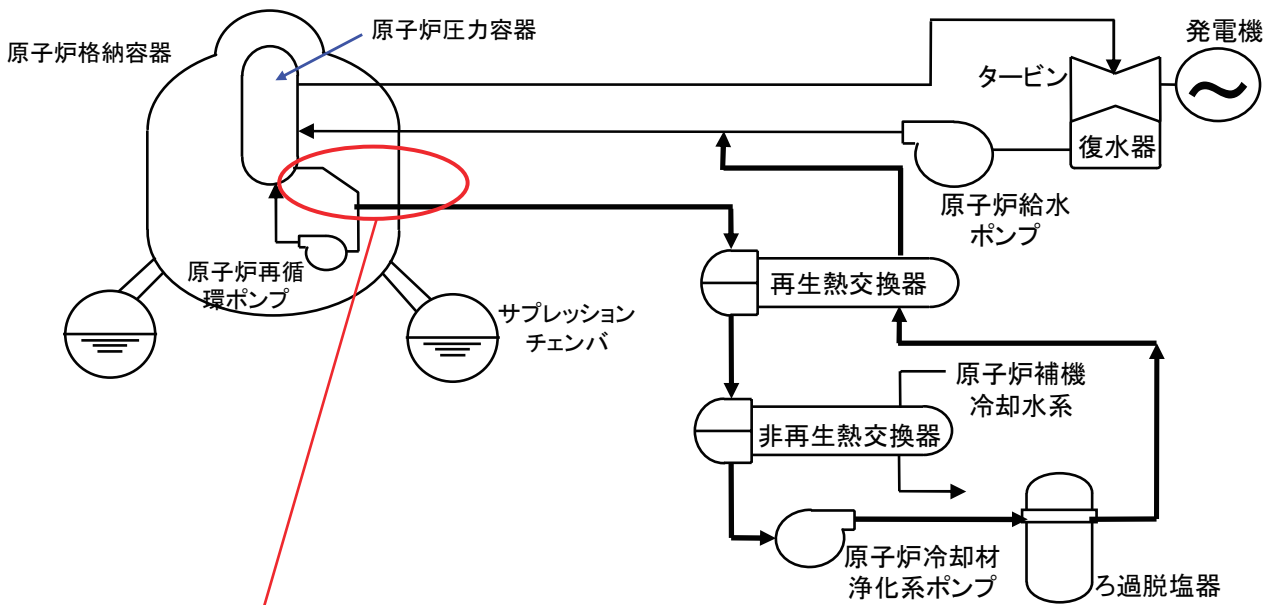 原子炉格納容器
原子炉圧力容器
発電機
タービン
復水器
原子炉給水
ポンプ
原子炉再循
環ポンプ
サプレッション
チェンバ
再生熱交換器
原子炉補機
冷却水系
非再生熱交換器
原子炉冷却材
浄化系ポンプ
ろ過脱塩器